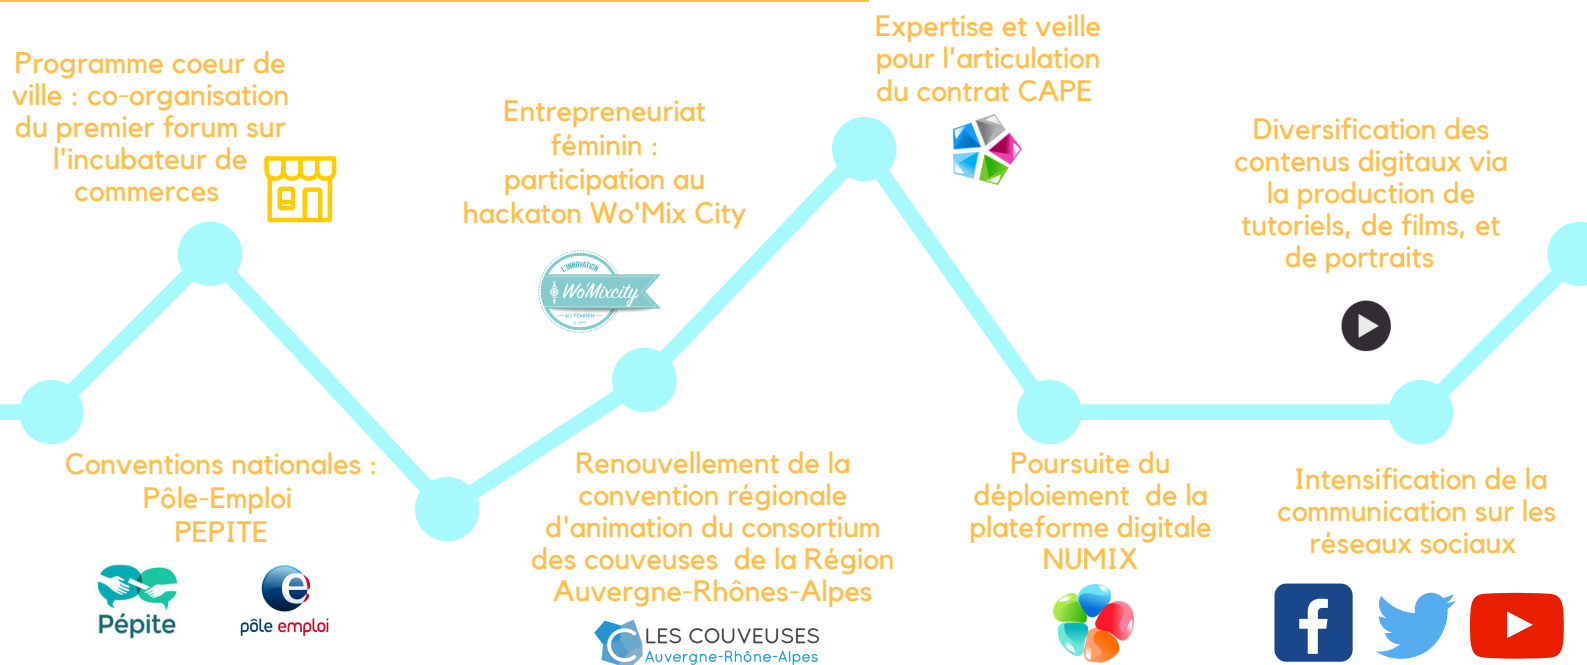 Programme coeur de
ville : co-organisation
du premier forum sur
l'incubateur de
commerces
Entrepreneuriat
féminin :
participation au
hackaton Wo'Mix City
L'INNOVATION
Wo'Mixcity
AU FEMININ
Expertise et veille
pour l'articulation
du contrat CAPE
Diversification des
contenus digitaux via
la production de
tutoriels, de films, et
de portraits
Conventions nationales :
Pôle-Emploi
PEPITE
Pépite
pôle emploi
Renouvellement de la
convention régionale
d'animation du consortium
des couveuses de la Région
Auvergne-Rhônes-Alpes
LES COUVEUSES
Auvergne-Rhône-Alpes
Poursuite du
déploiement de la
plateforme digitale
NUMIX
Intensification de la
communication sur les
réseaux sociaux